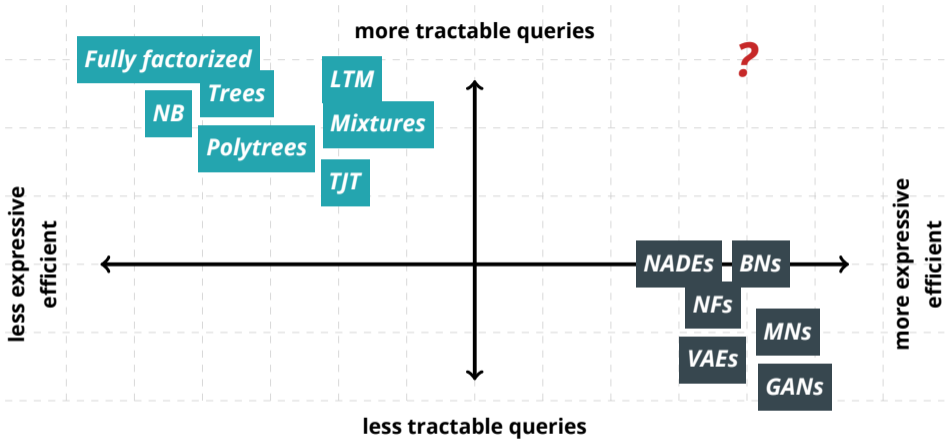 more tractable queries
?
Fully factorized
Trees
LTM
NB
Mixtures
Polytrees
TJT
less expressive
efficient
more expressive
efficient
NADEs
BNs
NFs
MNs
VAEs
GANs
less tractable queries